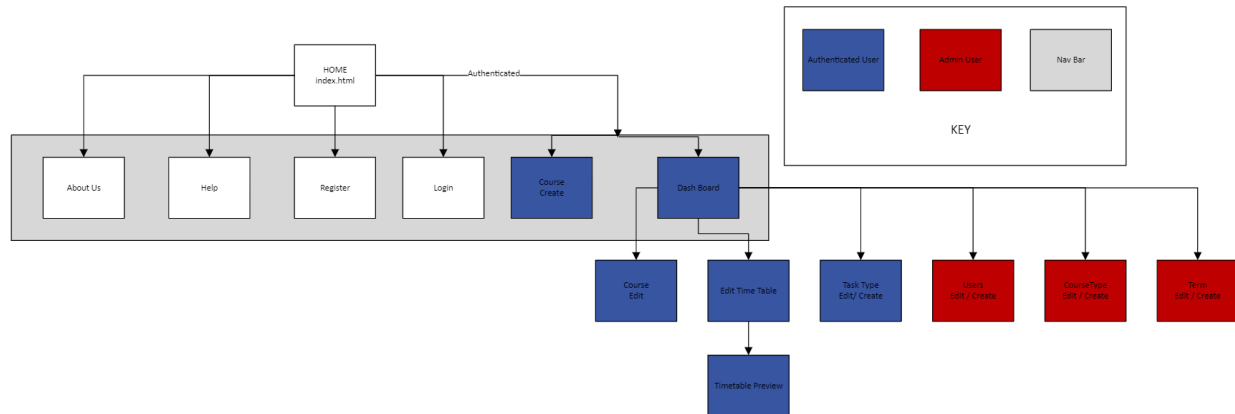 HOME
index.html
Authenticated
Authenticated User
Admin User
Nav Bar
KEY
About Us
Help
Register
Login
Course
Create
Dash Board
Course
Edit
Edit Time Table
Task Type
Edit/ Create
Users
Edit / Create
CourseType
Edit / Create
Term
Edit / Create
Timetable Preview